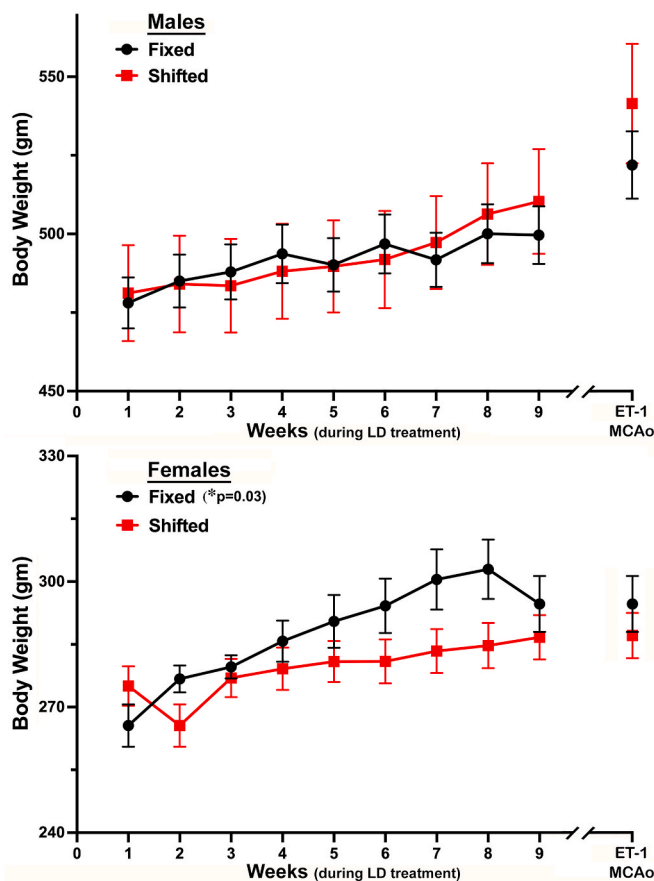 Males
Fixed
Shifted
Body Weight (gm)
550
500
450
0 1 2 3 4 5 6 7 8 9 ET-1
MCAo
Weeks (during LD treatment)
Females
Fixed (*p=0.03)
Shifted
Body Weight (gm)
330
300
270
240
0 1 2 3 4 5 6 7 8 9 ET-1
MCAo
Weeks (during LD treatment)